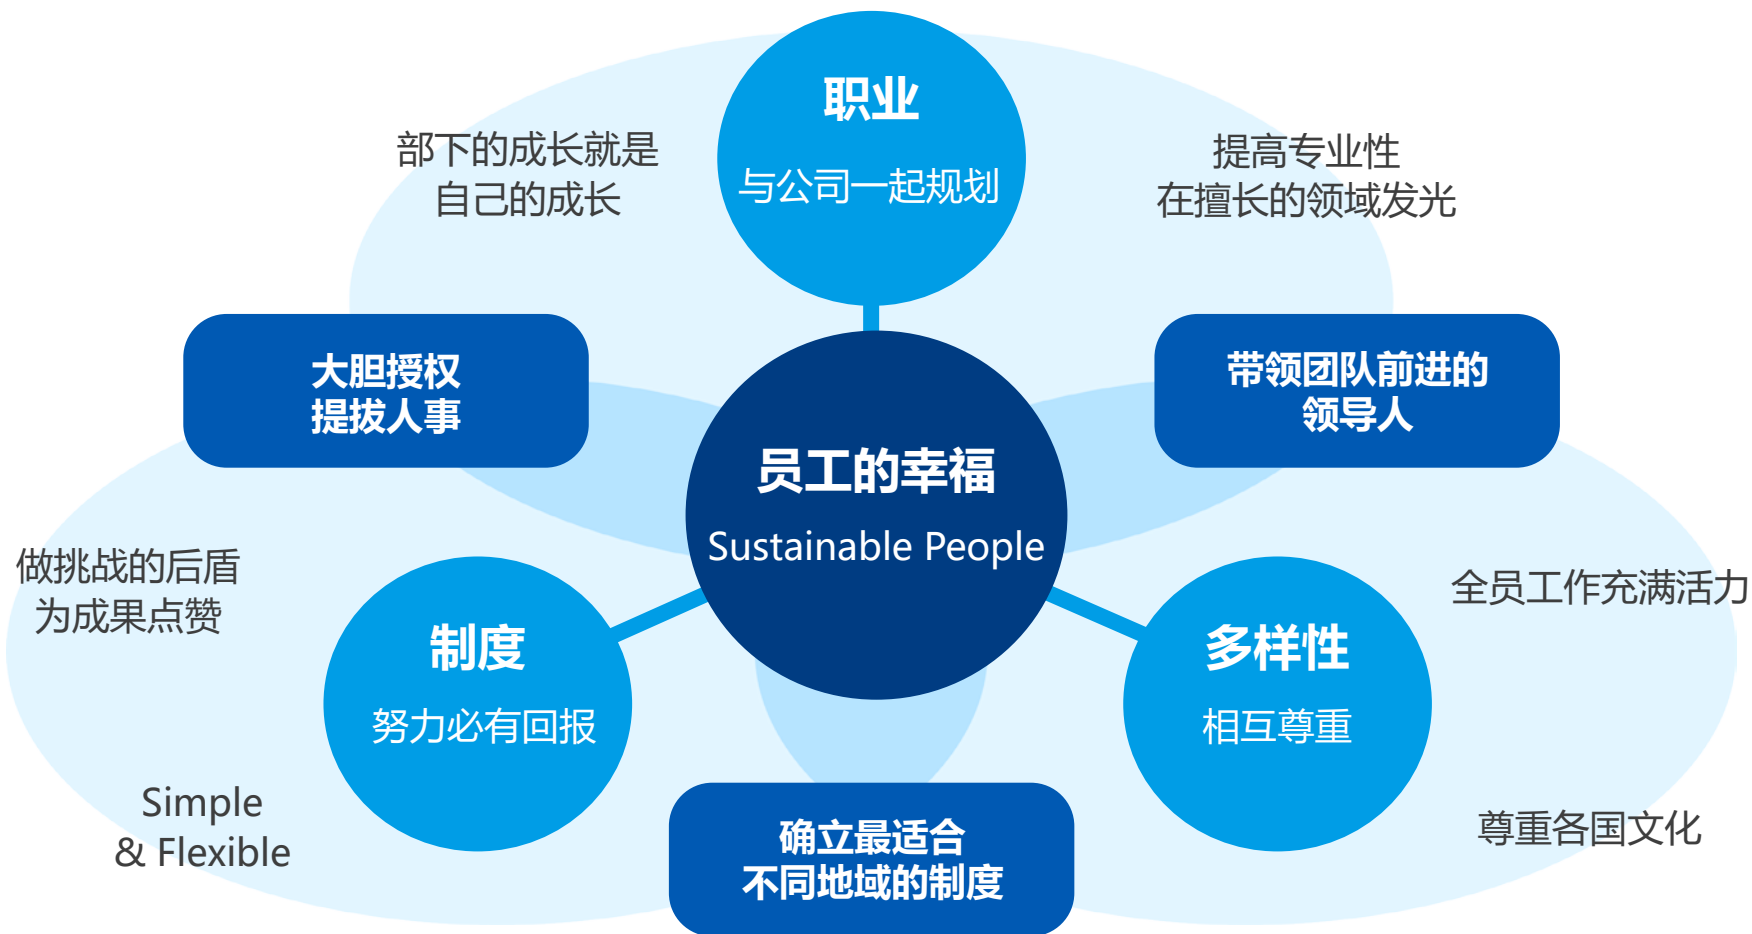 职业
与公司一起规划
部下的成长就是
自己的成长
提高专业性
在擅长的领域发光
大胆授权
提拔人事
带领团队前进的
领导人
员工的幸福
Sustainable People
做挑战的后盾
为成果点赞
制度
努力必有回报
Simple
& Flexible
多样性
相互尊重
全员工作充满活力
尊重各国文化
确立最适合
不同地域的制度